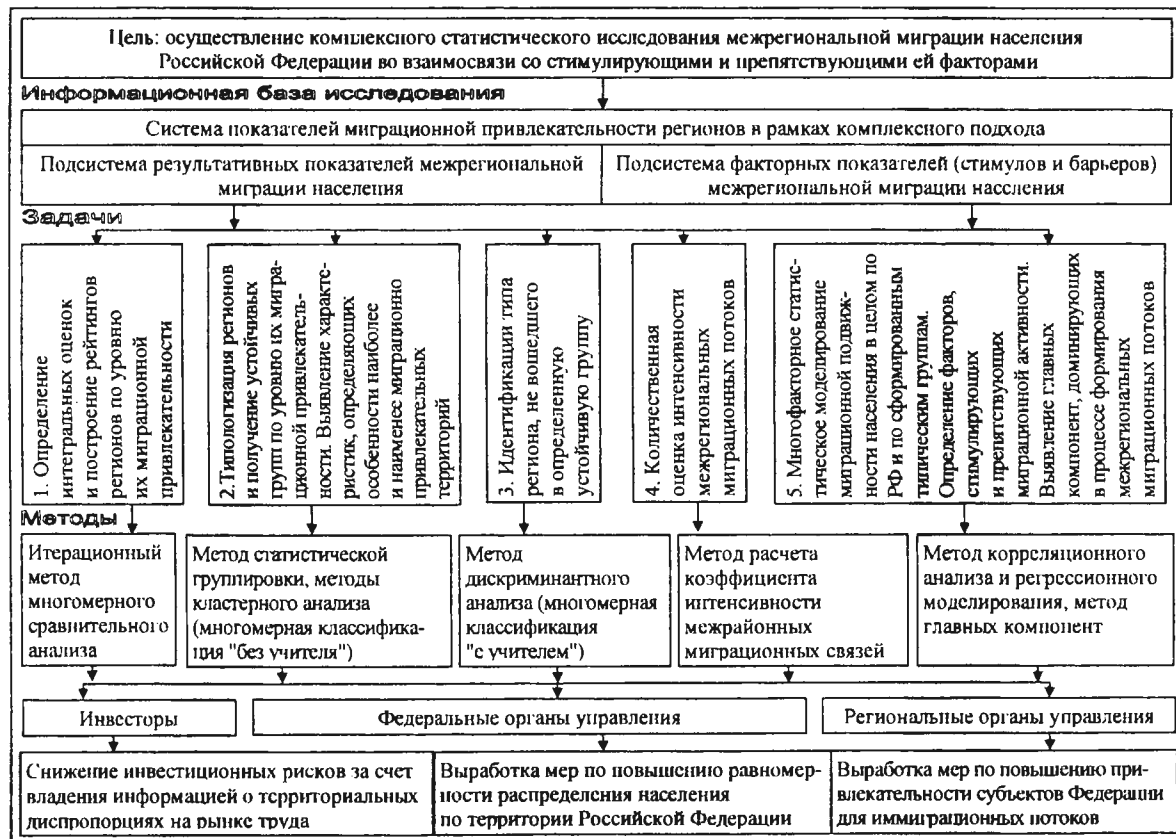 Цель: осуществление комплексного статистического исследования межрегиональной миграции населения
Российской Федерации во взаимосвязи со стимулирующими и препятствующими ей факторами
Информационная база исследования
Система показателей миграционной привлекательности регионов в рамках комплексного подхода
Подсистема результативных показателей межрегиональной
миграции населения
Подсистема факторных показателей (стимулов и барьеров)
межрегиональной миграции населения
Задачи
1. Определение
интегральных оценок
и построение рейтингов
регионов по уровню
их миграционной
привлекательности
2.Типологизация регионов
и получение устойчивых
групп по уровню их мигра-
ционной привлекатель-
ности. Выявление характе-
ристик, определяющих
особенности наиболее
и наименее миграционно
привлекательных
территорий
3. Идентификации типа
региона, не вошедшего
в определенную
устойчивую группу
4. Количественная
оценка интенсивности
межрегиональных
миграционных потоков
5. Многофакторное статис-
тическое моделирование
миграционной подвиж-
ности населения в целом по
РФ и по сформированным
типическим группам.
Определение факторов,
стимулирующих
и препятствующих
миграционной активности.
Выявление главных
компонент, доминирующих
в процессе формирования
межрегиональных
миграционных потоков
Методы
Итерационный
метод
многомерного
сравнительного
анализа
Метод статистической
группировки, методы
кластерного анализа
(многомерная классифика-
ция "без учителя")
Метод
дискриминантного
анализа (многомерная
классификация
"с учителем")
Метод расчета
коэффициента
интенсивности
межрайонных
миграционных связей
Метод корреляционного
анализа и регрессионного
моделирования, метод
главных компонент
Инвесторы
Федеральные органы управления
Региональные органы управления
Снижение инвестиционных рисков за счет
владения информацией о территориальных
диспропорциях на рынке труда
Выработка мер по повышению равномер-
ности распределения населения
по территории Российской Федерации
Выработка мер по повышению при-
влекательности субъектов Федерации
для иммиграционных потоков